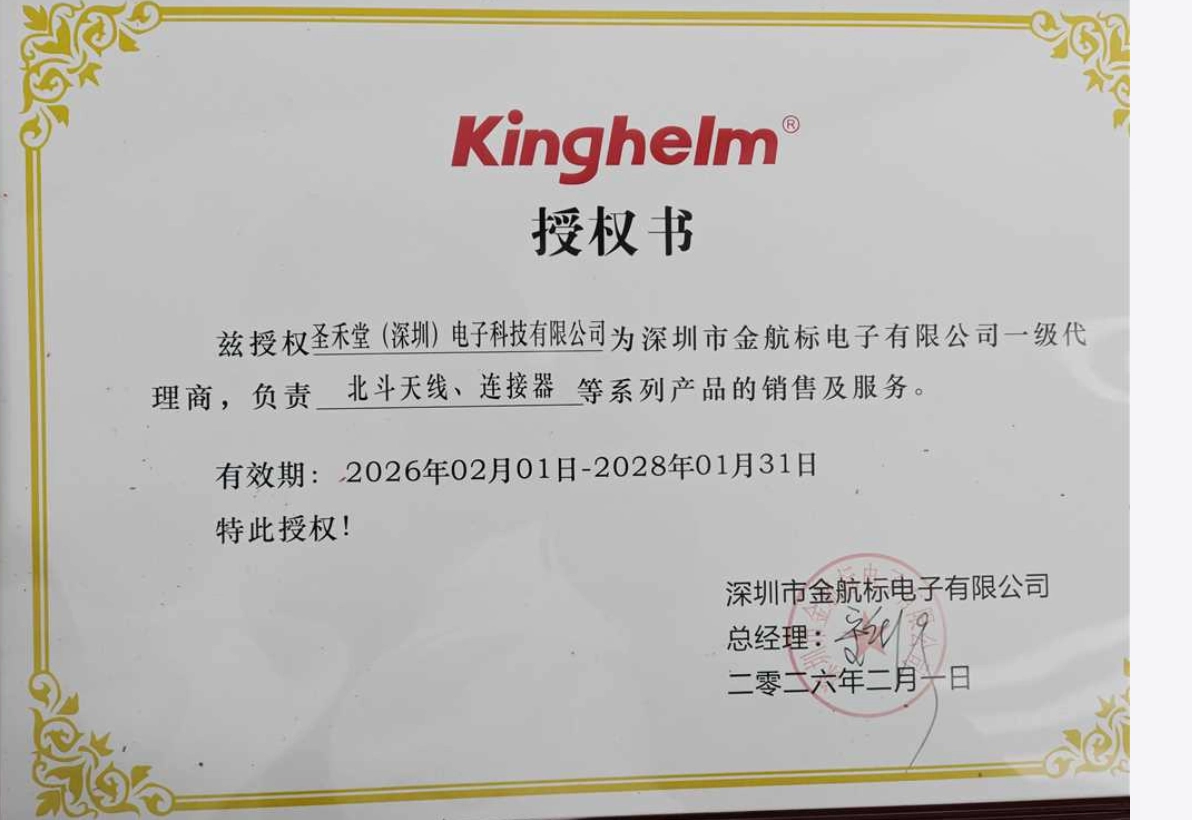 Kinghelm®
授权书
兹授权圣禾堂（深圳）电子科技有限公司为深圳市金航标电子有限公司一级代
理商，负责 北斗天线、连接器 等系列产品的销售及服务。
有效期：2026年02月01日-2028年01月31日
特此授权！
深圳市金航标电子有限公司
总经理：
二零二六年二月一日